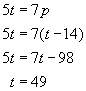 5t = 7p
5t = 7(t − 14)
5t = 7t − 98
t = 49